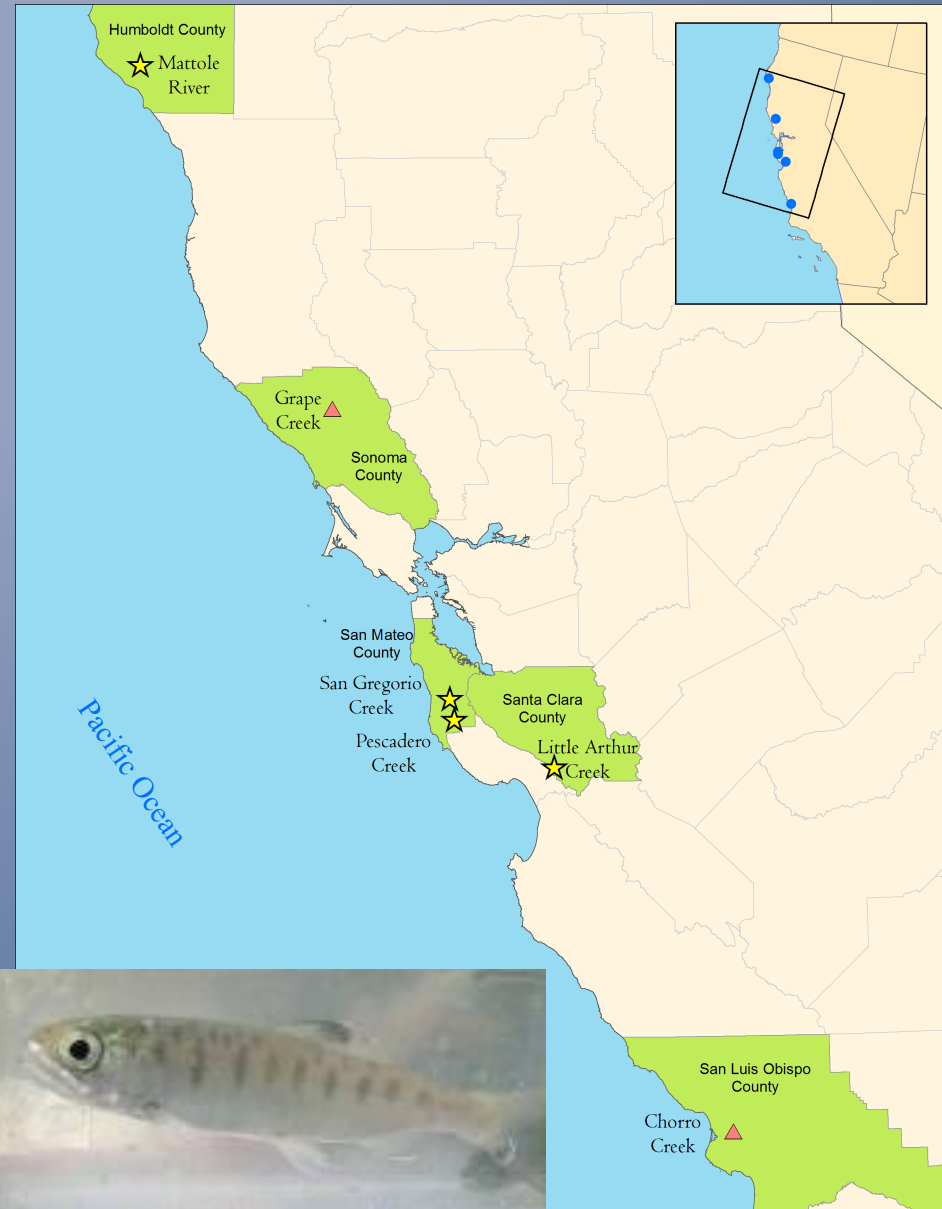 Humboldt County
Mattole
River
Grape
Creek
Sonoma
County
San Mateo
County
San Gregorio
Creek
Santa Clara
County
Pescadero
Creek
Little Arthur
Creek
Pacific Ocean
San Luis Obispo
County
Chorro
Creek